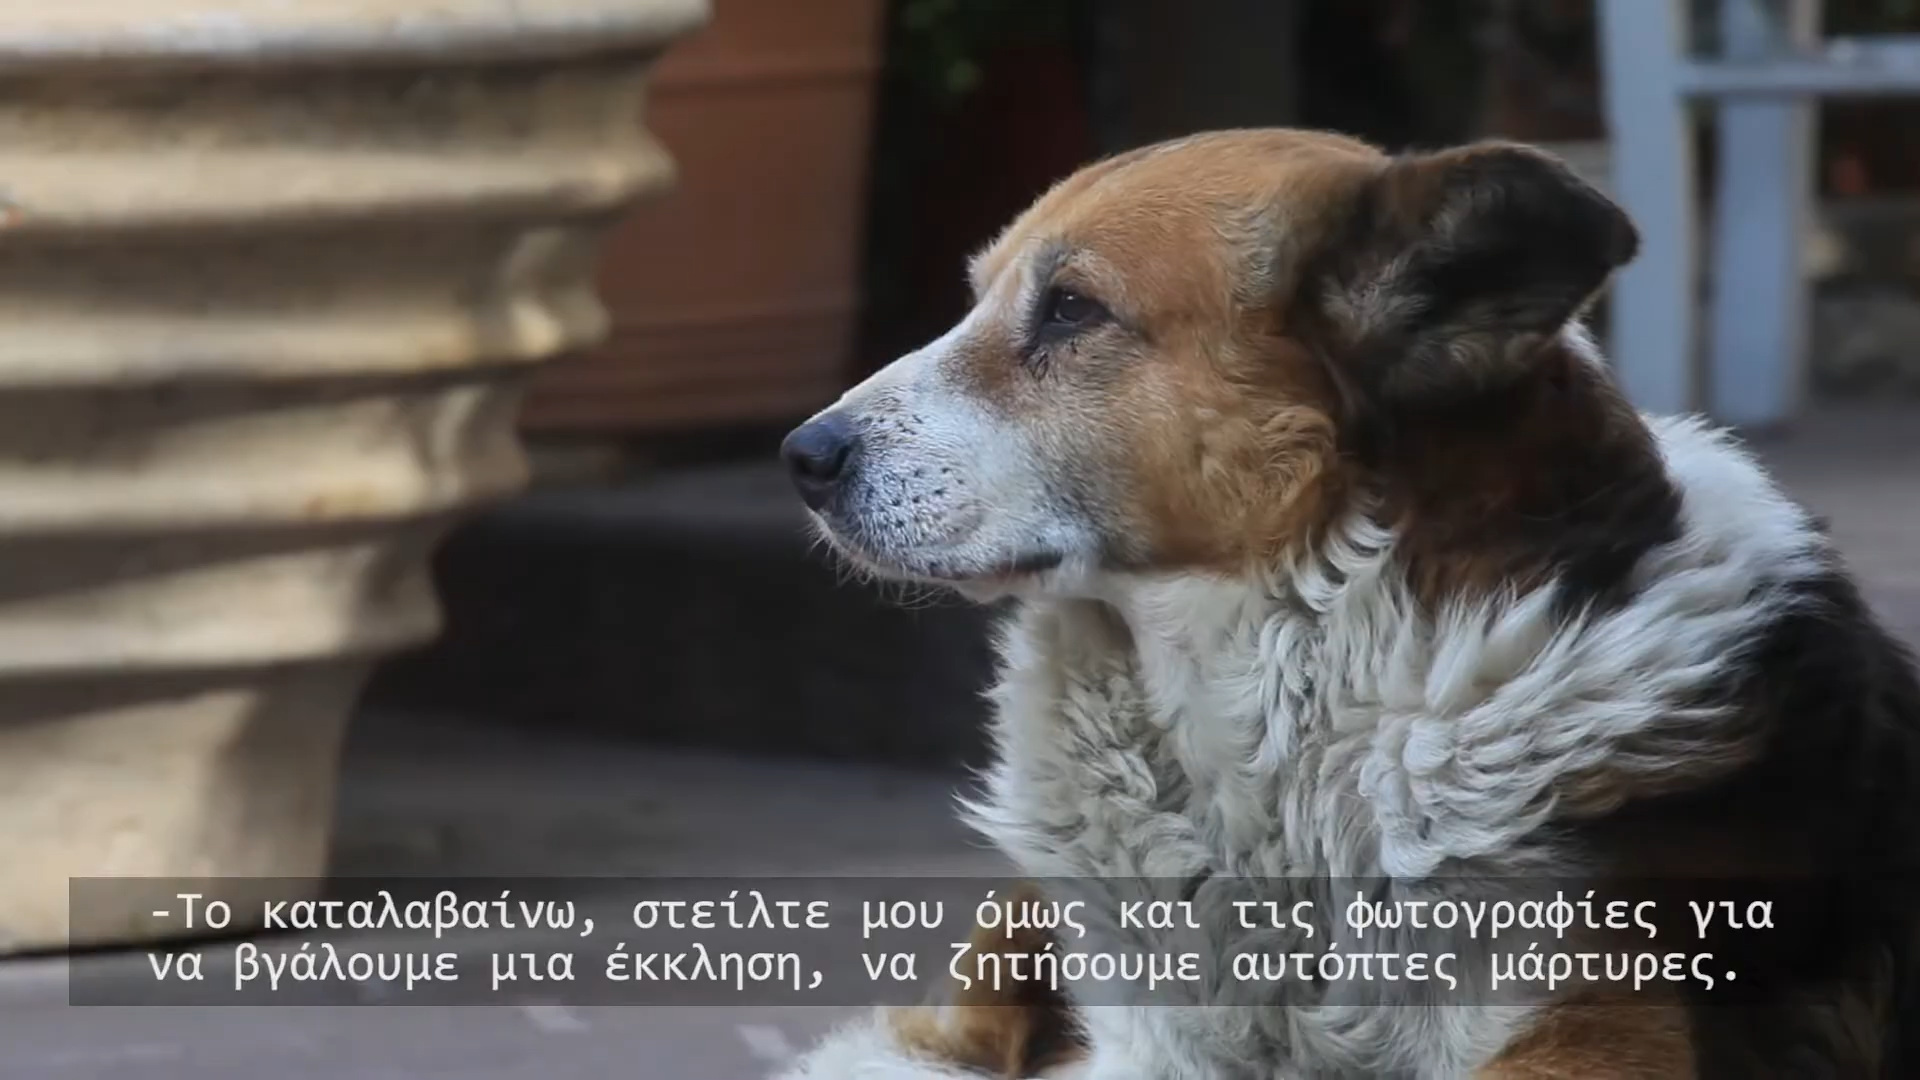 -Το καταλαβαίνω, στείλτε μου όμως και τις φωτογραφίες για
να βγάλουμε μια έκκληση, να ζητήσουμε αυτόπτες μάρτυρες.